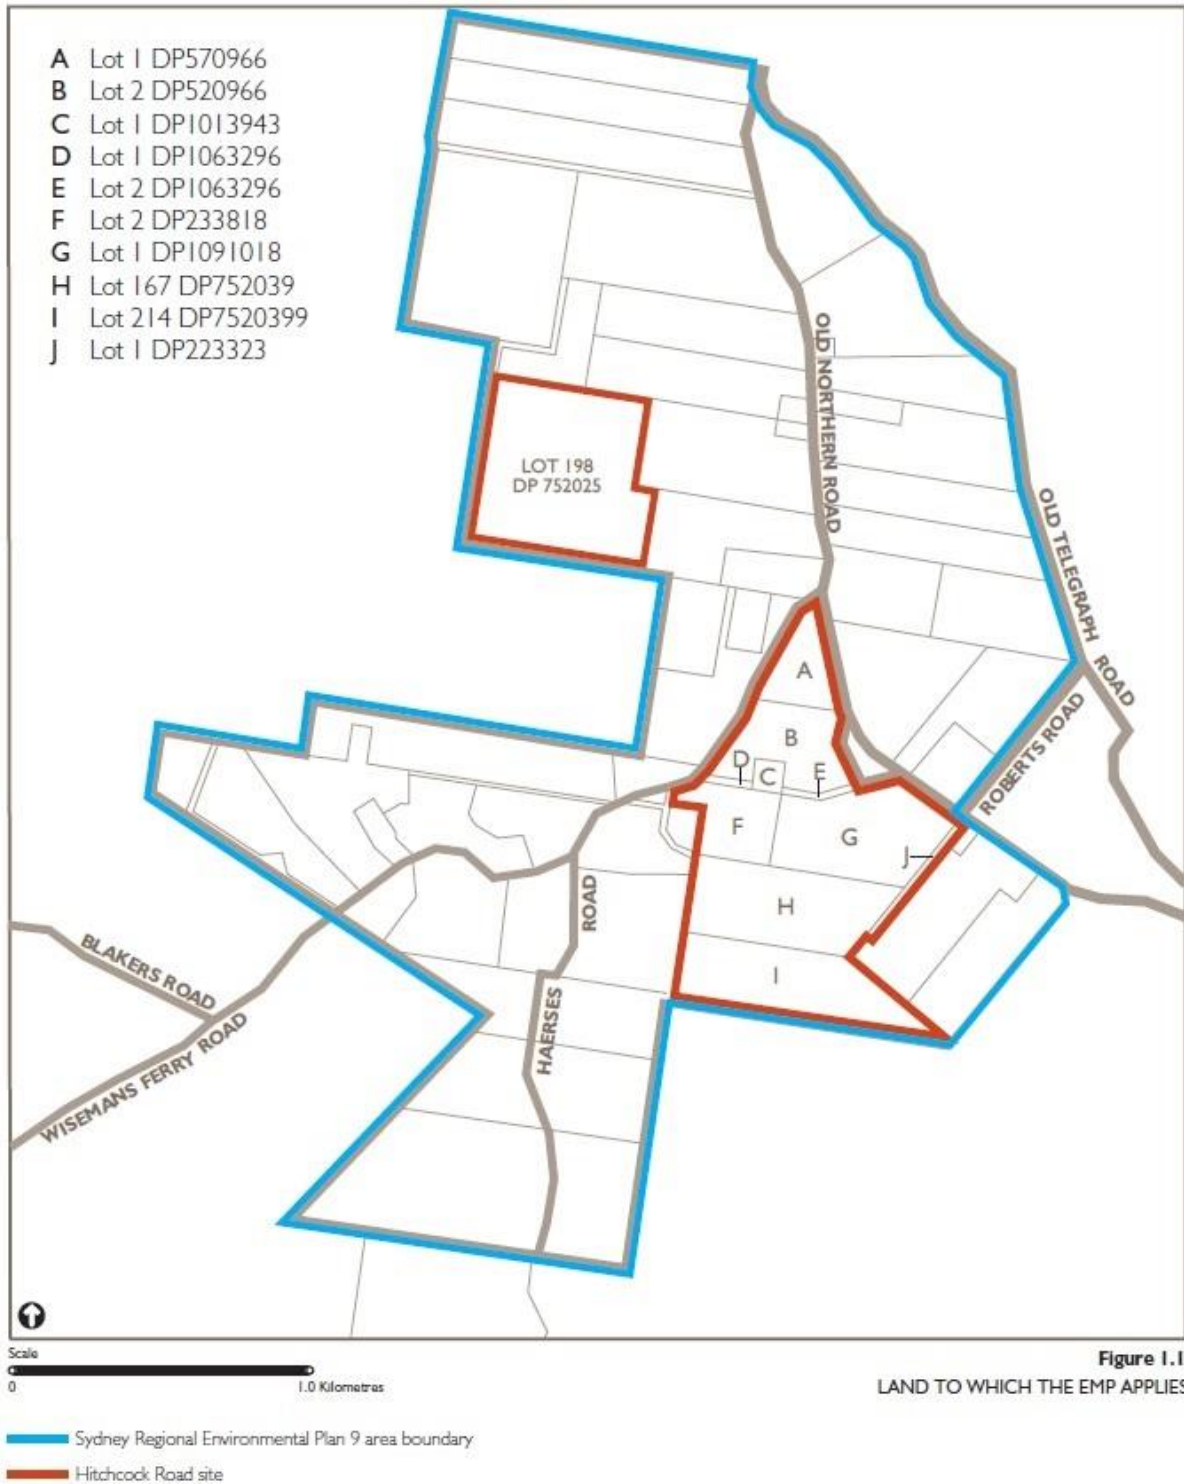 A Lot 1 DP570966
B Lot 2 DP520966
C Lot 1 DP1013943
D Lot 1 DP1063296
E Lot 2 DP1063296
F Lot 2 DP233818
G Lot 1 DP1091018
H Lot 167 DP752039
I Lot 214 DP7520399
J Lot 1 DP223323
OLD NORTHERN ROAD
LOT 198
DP 752025
OLD TELEGRAPH ROAD
ROBERTS ROAD
A
B
D
C
E
F
G
J
H
I
HAERSES ROAD
BLAKERS ROAD
WISEMANS FERRY ROAD
Scale
0 1.0 Kilometres
Figure 1.1
LAND TO WHICH THE EMP APPLIES
Sydney Regional Environmental Plan 9 area boundary
Hitchcock Road site